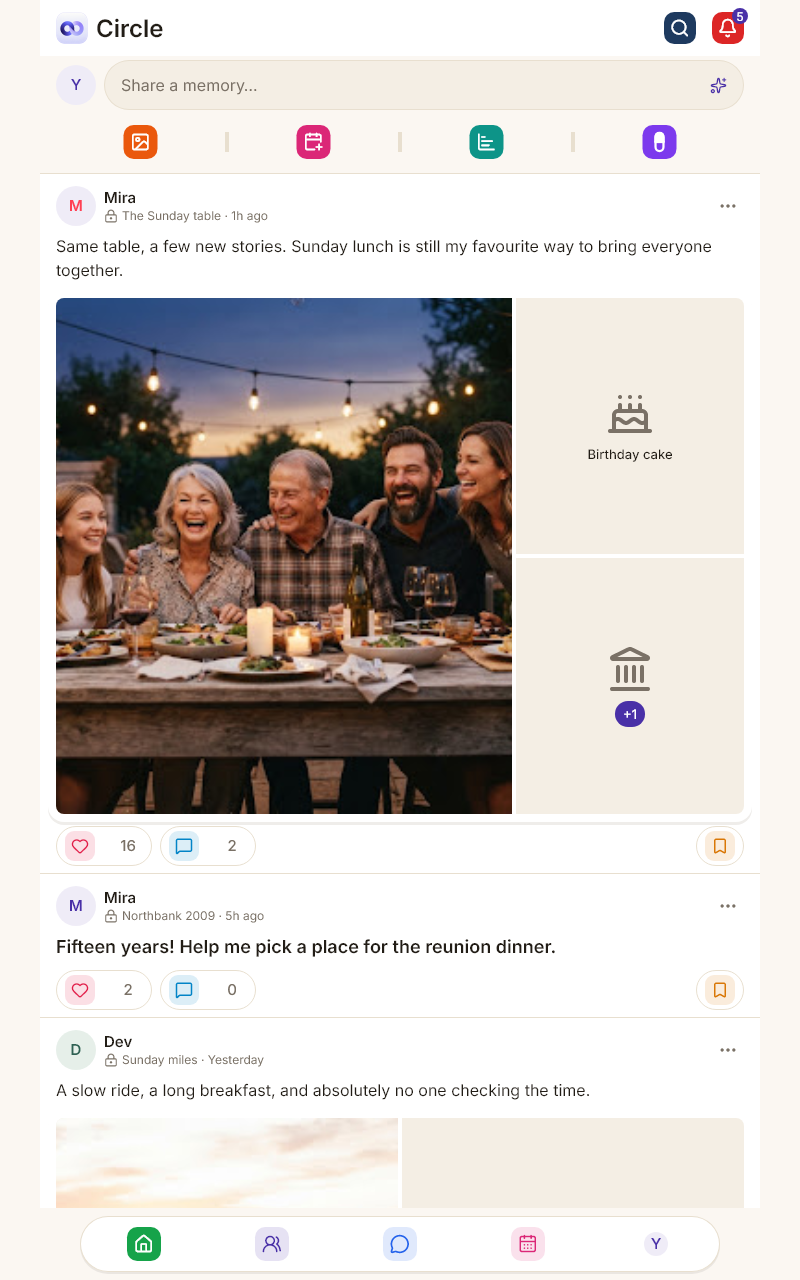 Circle
5
Y
Share a memory...
M
Mira
The Sunday table · 1h ago
Same table, a few new stories. Sunday lunch is still my favourite way to bring everyone
together.
Birthday cake
+1
16
2
M
Mira
Northbank 2009 · 5h ago
Fifteen years! Help me pick a place for the reunion dinner.
2
0
D
Dev
Sunday miles · Yesterday
A slow ride, a long breakfast, and absolutely no one checking the time.
Y